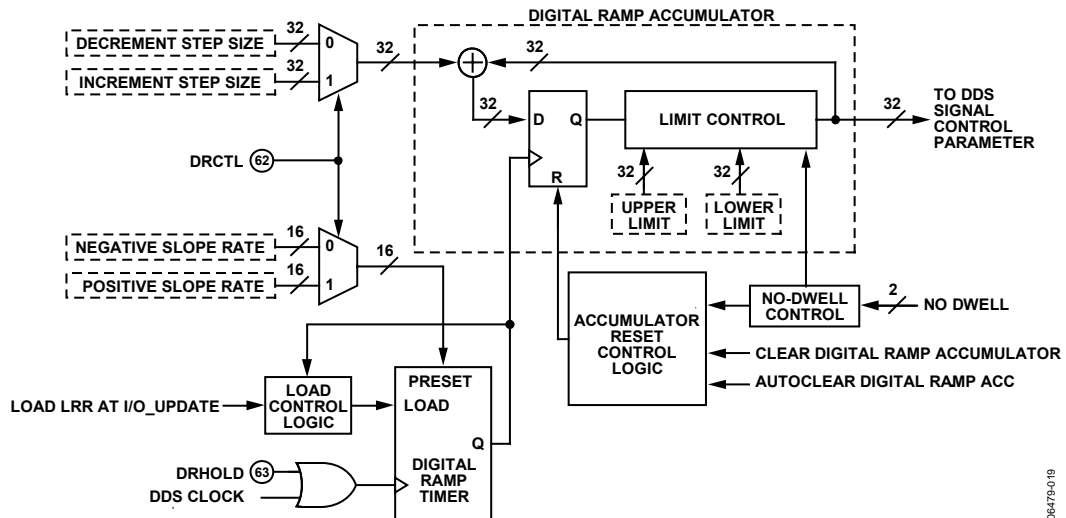 DIGITAL RAMP ACCUMULATOR
DECREMENT STEP SIZE
32
0
INCREMENT STEP SIZE
32
1
32
32
32
D
Q
R
LIMIT CONTROL
32
32
UPPER
LIMIT
LOWER
LIMIT
32
TO DDS
SIGNAL
CONTROL
PARAMETER
DRCTL
62
NEGATIVE SLOPE RATE
16
0
POSITIVE SLOPE RATE
16
1
16
ACCUMULATOR
RESET
CONTROL
LOGIC
NO-DWELL
CONTROL
2
NO DWELL
CLEAR DIGITAL RAMP ACCUMULATOR
AUTOCLEAR DIGITAL RAMP ACC
LOAD LRR AT I/O_UPDATE
LOAD
CONTROL
LOGIC
PRESET
LOAD
Q
DIGITAL
RAMP
TIMER
DRHOLD
63
DDS CLOCK
06479-019